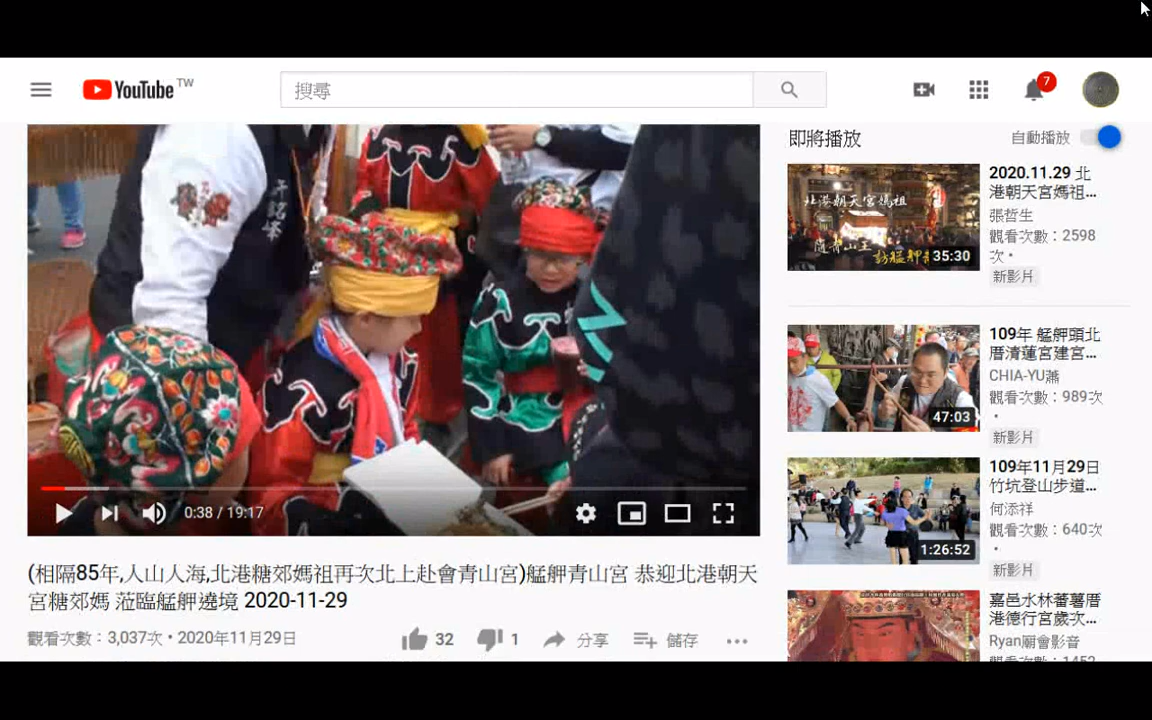 YouTube TW
搜尋
7
即將播放
自動播放
北港朝天宮媽祖
35:30
2020.11.29 北
港朝天宮媽祖...
張哲生
觀看次數：2598
次 •
新影片
47:03
109年 艋舺頭北
厝清蓮宮建宮...
CHIA-YU蕭
觀看次數：989次
•
新影片
1:26:52
109年11月29日
竹坑登山步道...
何添祥
觀看次數：640次
•
新影片
嘉邑水林蕃薯厝
港德行宮歲次...
Ryan廟會影音
0:38 / 19:17
(相隔85年,人山人海,北港糖郊媽祖再次北上赴會青山宮)艋舺青山宮 恭迎北港朝天
宮糖郊媽 蒞臨艋舺遶境 2020-11-29
觀看次數：3,037次 • 2020年11月29日
32
1
分享
儲存